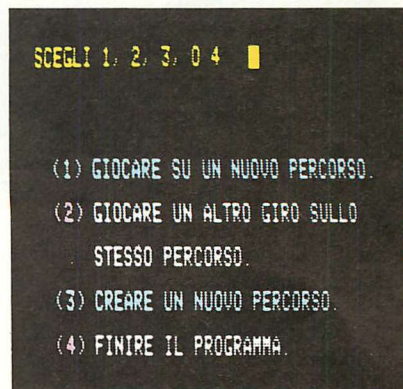 SCEGLI 1, 2, 3, O 4
(1) GIOCARE SU UN NUOVO PERCORSO.
(2) GIOCARE UN ALTRO GIRO SULLO
STESSO PERCORSO.
(3) CREARE UN NUOVO PERCORSO.
(4) FINIRE IL PROGRAMMA.